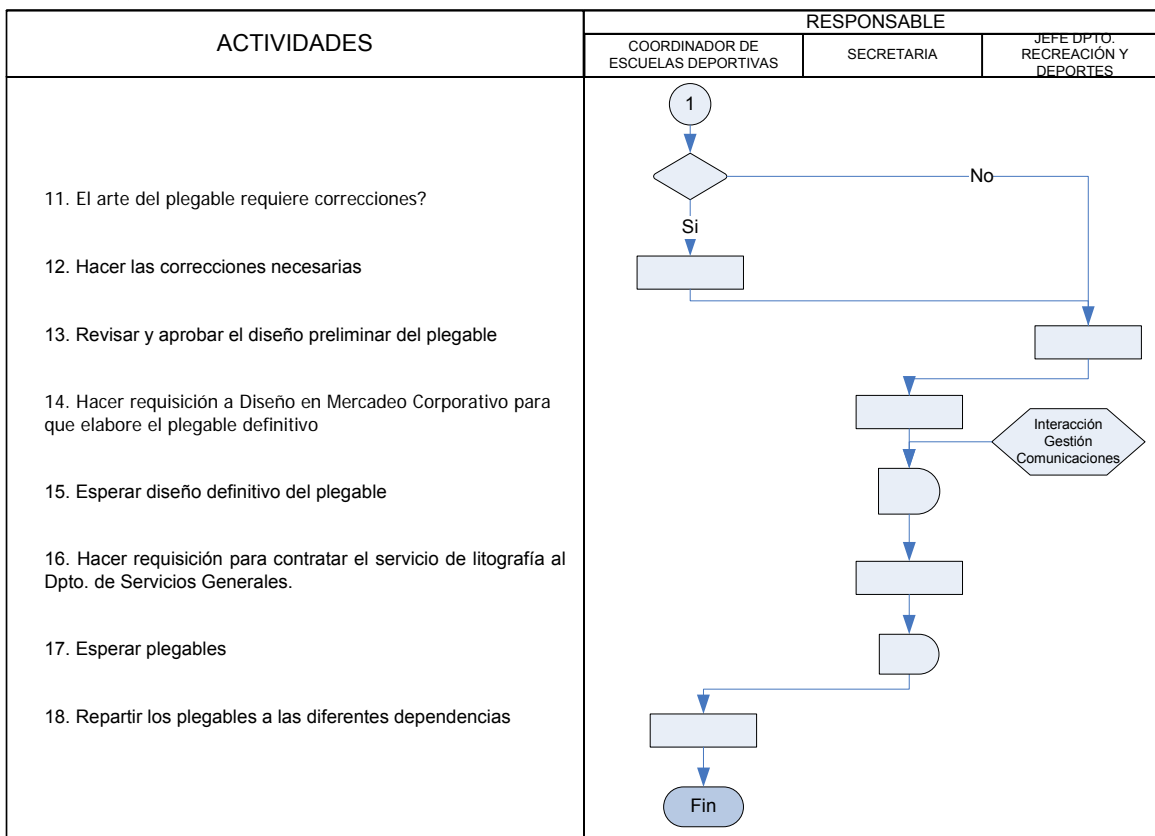 ACTIVIDADES
RESPONSABLE
COORDINADOR DE
ESCUELAS DEPORTIVAS
SECRETARIA
JEFE DPTO.
RECREACIÓN Y
DEPORTES
1
11. El arte del plegable requiere correcciones?
No
Si
12. Hacer las correcciones necesarias
13. Revisar y aprobar el diseño preliminar del plegable
14. Hacer requisición a Diseño en Mercadeo Corporativo para
que elabore el plegable definitivo
Interacción
Gestión
Comunicaciones
15. Esperar diseño definitivo del plegable
16. Hacer requisición para contratar el servicio de litografía al
Dpto. de Servicios Generales.
17. Esperar plegables
18. Repartir los plegables a las diferentes dependencias
Fin